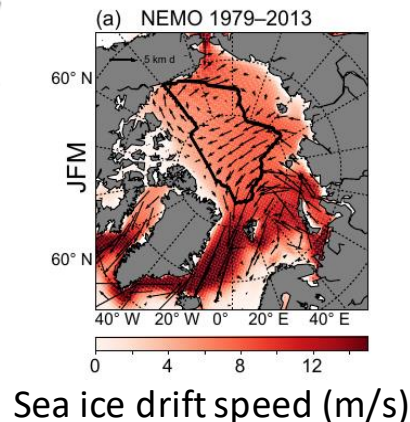 (a) NEMO 1979–2013
5 km d
60° N
JFM
60° N
40° W 20° W 0° 20° E 40° E
0 4 8 12
Sea ice drift speed (m/s)